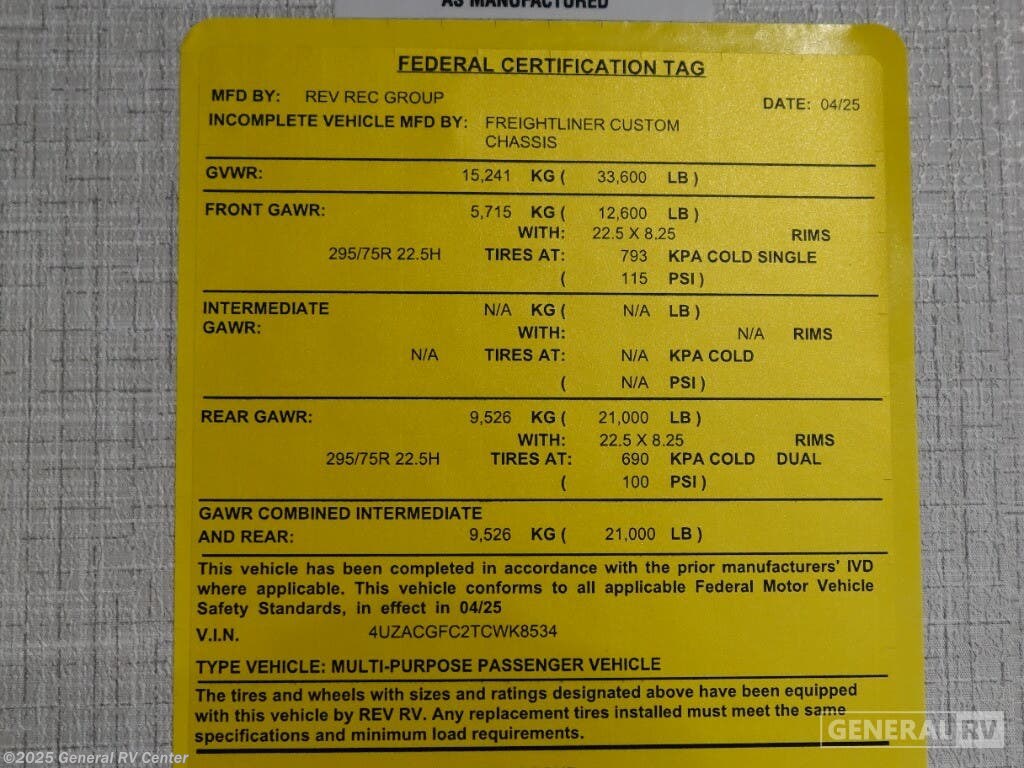 AS MANUFACTURED
FEDERAL CERTIFICATION TAG
MFD BY: REV REC GROUP DATE: 04/25
INCOMPLETE VEHICLE MFD BY: FREIGHTLINER CUSTOM
CHASSIS
GVWR: 15,241 KG ( 33,600 LB )
FRONT GAWR: 5,715 KG ( 12,600 LB )
WITH: 22.5 X 8.25 RIMS
295/75R 22.5H TIRES AT: 793 KPA COLD SINGLE
( 115 PSI )
INTERMEDIATE N/A KG ( N/A LB )
GAWR: WITH: N/A RIMS
N/A TIRES AT: N/A KPA COLD
( N/A PSI )
REAR GAWR: 9,526 KG ( 21,000 LB )
WITH: 22.5 X 8.25 RIMS
295/75R 22.5H TIRES AT: 690 KPA COLD DUAL
( 100 PSI )
GAWR COMBINED INTERMEDIATE
AND REAR: 9,526 KG ( 21,000 LB )
This vehicle has been completed in accordance with the prior manufacturers' IVD
where applicable. This vehicle conforms to all applicable Federal Motor Vehicle
Safety Standards, in effect in 04/25
V.I.N. 4UZACGFC2TCWK8534
TYPE VEHICLE: MULTI-PURPOSE PASSENGER VEHICLE
The tires and wheels with sizes and ratings designated above have been equipped
with this vehicle by REV RV. Any replacement tires installed must meet the same
specifications and minimum load requirements.
GENERAL RV
©2025 General RV Center